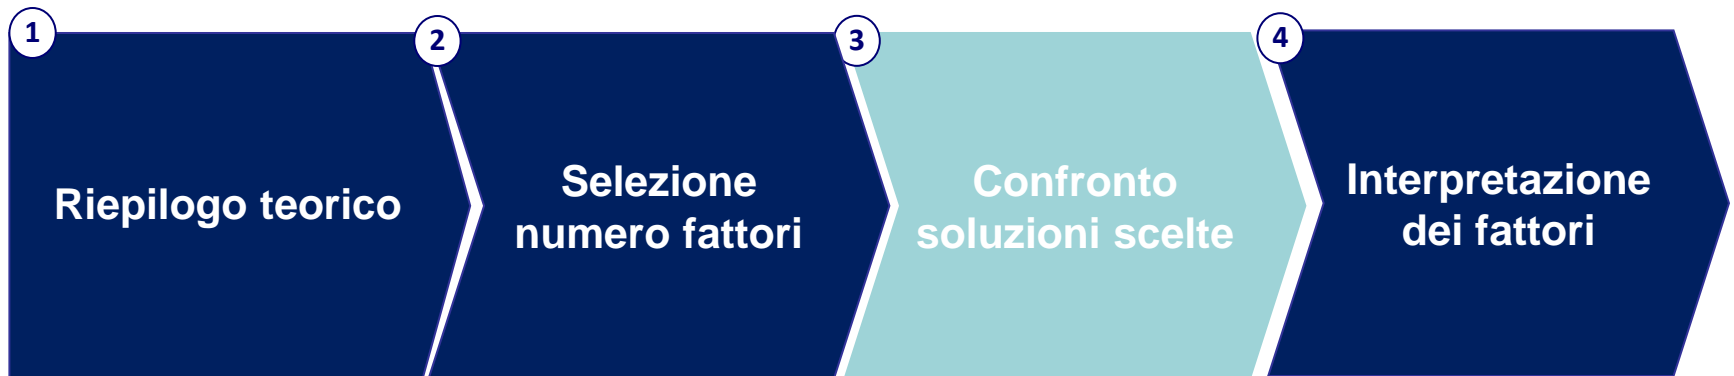 1
Riepilogo teorico
2
Selezione
numero fattori
3
Confronto
soluzioni scelte
4
Interpretazione
dei fattori